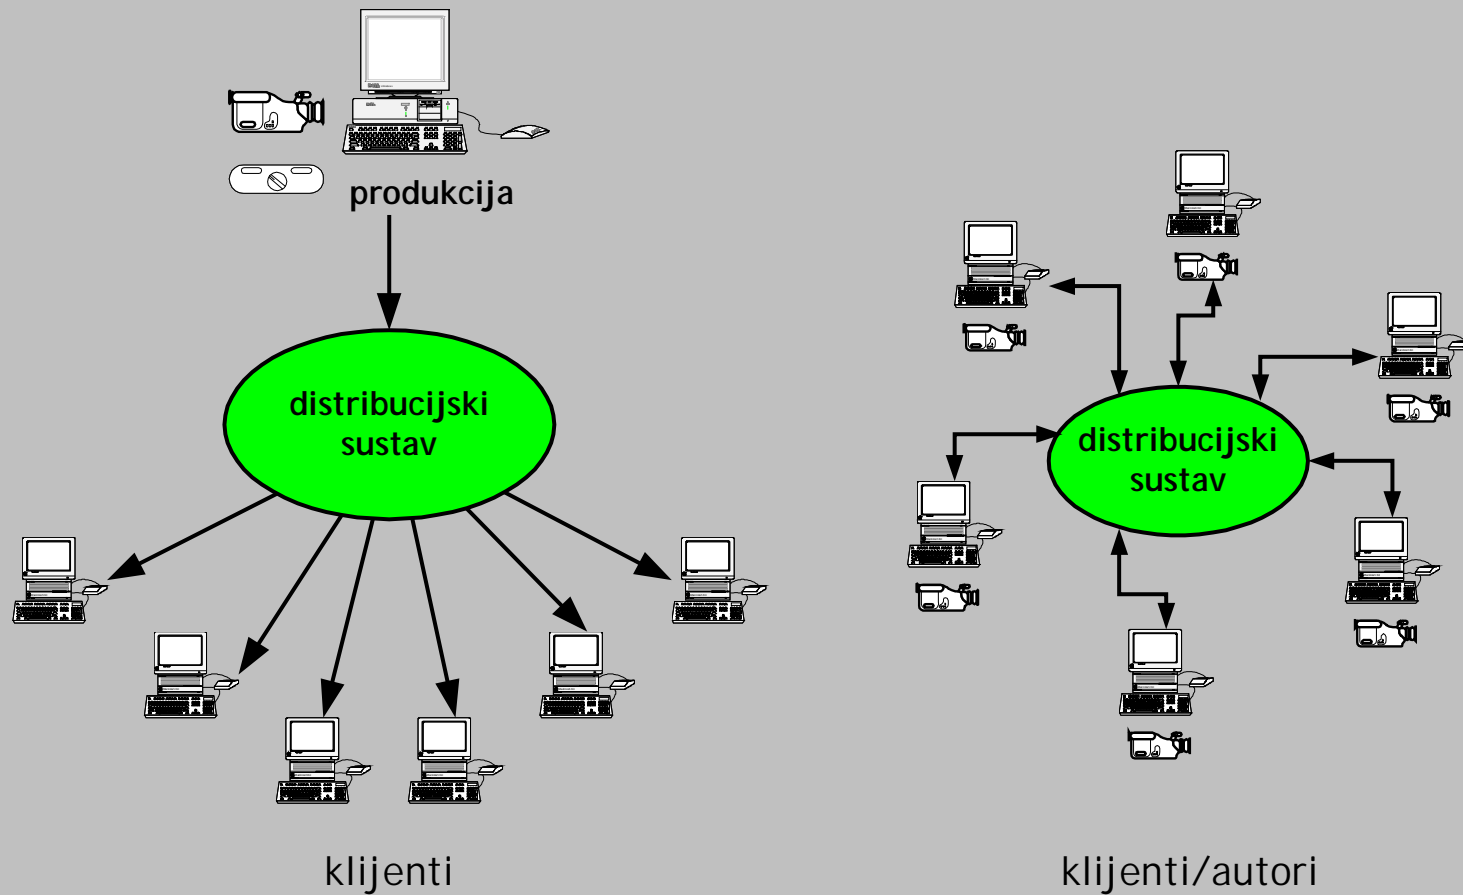 produkcija
distribucijski
sustav
klijenti
distribucijski
sustav
klijenti/autori